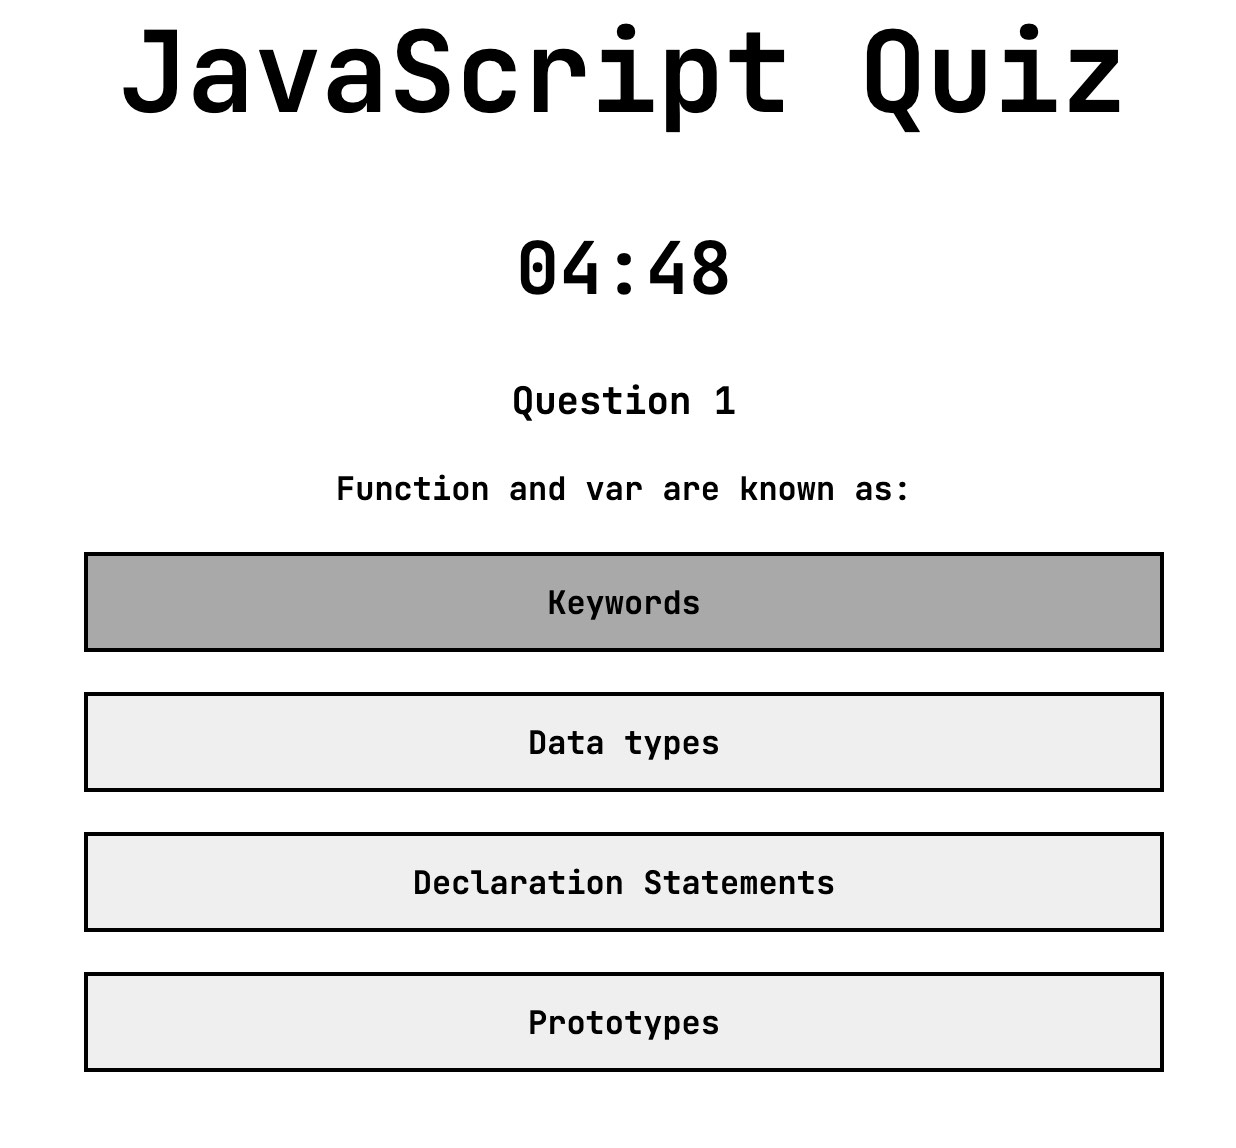 JavaScript Quiz
04:48
Question 1
Function and var are known as:
Keywords
Data types
Declaration Statements
Prototypes